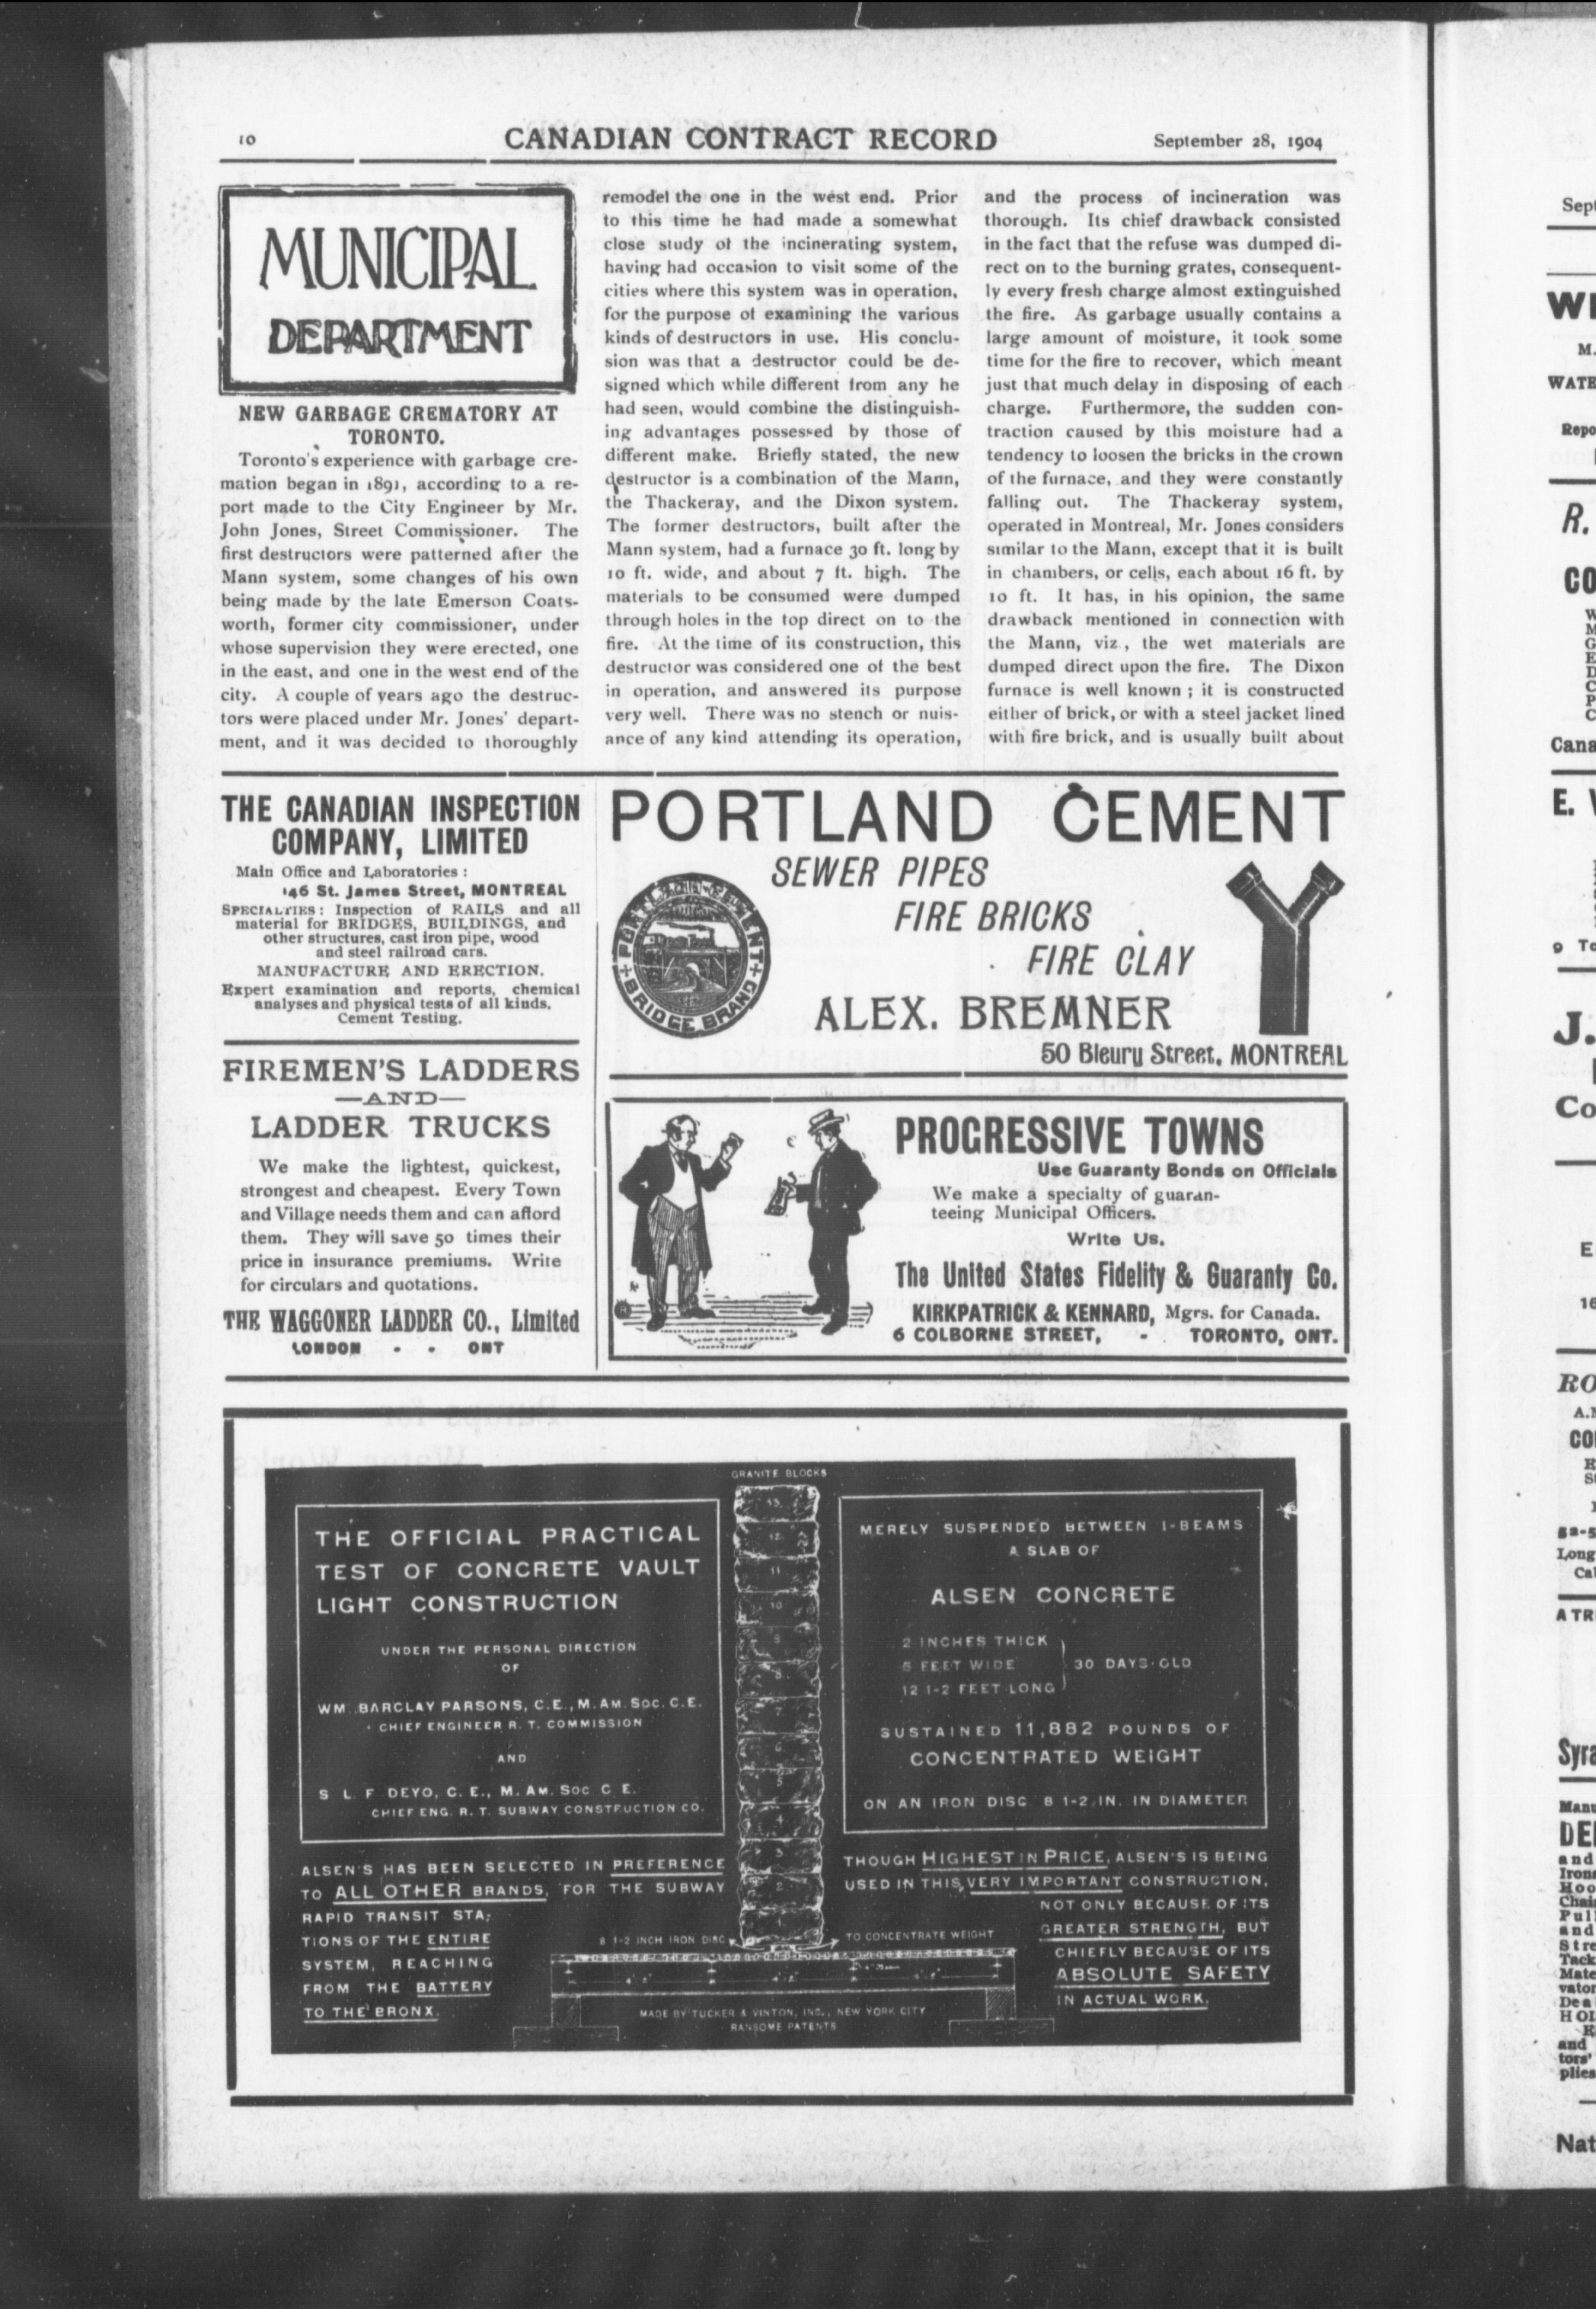 10
CANADIAN CONTRACT RECORD
September 28, 1904
MUNICIPAL
DEPARTMENT
NEW GARBAGE CREMATORY AT
TORONTO.
Toronto's experience with garbage cre-
mation began in 1891, according to a re-
port made to the City Engineer by Mr.
John Jones, Street Commissioner. The
first destructors were patterned after the
Mann system, some changes of his own
being made by the late Emerson Coats-
worth, former city commissioner, under
whose supervision they were erected, one
in the east, and one in the west end of the
city. A couple of years ago the destruc-
tors were placed under Mr. Jones' depart-
ment, and it was decided to thoroughly
remodel the one in the west end. Prior
to this time he had made a somewhat
close study of the incinerating system,
having had occasion to visit some of the
cities where this system was in operation,
for the purpose of examining the various
kinds of destructors in use. His conclu-
sion was that a destructor could be de-
signed which while different from any he
had seen, would combine the distinguish-
ing advantages possessed by those of
different make. Briefly stated, the new
destructor is a combination of the Mann,
the Thackeray, and the Dixon system.
The former destructors, built after the
Mann system, had a furnace 30 ft. long by
10 ft. wide, and about 7 ft. high. The
materials to be consumed were dumped
through holes in the top direct on to the
fire. At the time of its construction, this
destructor was considered one of the best
in operation, and answered its purpose
very well. There was no stench or nuis-
ance of any kind attending its operation,
and the process of incineration was
thorough. Its chief drawback consisted
in the fact that the refuse was dumped di-
rect on to the burning grates, consequent-
ly every fresh charge almost extinguished
the fire. As garbage usually contains a
large amount of moisture, it took some
time for the fire to recover, which meant
just that much delay in disposing of each
charge. Furthermore, the sudden con-
traction caused by this moisture had a
tendency to loosen the bricks in the crown
of the furnace, and they were constantly
falling out. The Thackeray system,
operated in Montreal, Mr. Jones considers
similar to the Mann, except that it is built
in chambers, or cells, each about 16 ft. by
10 ft. It has, in his opinion, the same
drawback mentioned in connection with
the Mann, viz., the wet materials are
dumped direct upon the fire. The Dixon
furnace is well known; it is constructed
either of brick, or with a steel jacket lined
with fire brick, and is usually built about
THE CANADIAN INSPECTION
COMPANY, LIMITED
Main Office and Laboratories:
146 St. James Street, MONTREAL
SPECIALTIES: Inspection of RAILS and all
material for BRIDGES, BUILDINGS, and
other structures, cast iron pipe, wood
and steel railroad cars.
MANUFACTURE AND ERECTION.
Expert examination and reports, chemical
analyses and physical tests of all kinds.
Cement Testing.
FIREMEN'S LADDERS
—AND—
LADDER TRUCKS
We make the lightest, quickest,
strongest and cheapest. Every Town
and Village needs them and can afford
them. They will save 50 times their
price in insurance premiums. Write
for circulars and quotations.
THE WAGGONER LADDER CO., Limited
LONDON - - ONT
PORTLAND CEMENT
SEWER PIPES
FIRE BRICKS
FIRE CLAY
PORTLAND CEMENT
BRIDGE BRAND
ALEX. BREMNER
50 Bleury Street, MONTREAL
PROGRESSIVE TOWNS
Use Guaranty Bonds on Officials
We make a specialty of guaran-
teeing Municipal Officers.
Write Us.
The United States Fidelity & Guaranty Co.
KIRKPATRICK & KENNARD, Mgrs. for Canada.
6 COLBORNE STREET, - TORONTO, ONT.
GRANITE BLOCKS
THE OFFICIAL PRACTICAL
TEST OF CONCRETE VAULT
LIGHT CONSTRUCTION
UNDER THE PERSONAL DIRECTION
OF
WM. BARCLAY PARSONS, C.E., M. AM. SOC. C.E.
CHIEF ENGINEER R. T. COMMISSION
AND
S L. F DEYO, C. E., M. AM. SOC C E.
CHIEF ENG. R. T. SUBWAY CONSTRUCTION CO.
ALSEN'S HAS BEEN SELECTED IN PREFERENCE
TO ALL OTHER BRANDS, FOR THE SUBWAY
RAPID TRANSIT STA-
TIONS OF THE ENTIRE
SYSTEM, REACHING
FROM THE BATTERY
TO THE BRONX.
13
12
11
10
9
8
7
6
5
4
3
2
1
8 1-2 INCH IRON DISC
TO CONCENTRATE WEIGHT
MADE BY TUCKER & VINTON, INC., NEW YORK CITY
RANSOME PATENTS
MERELY SUSPENDED BETWEEN I-BEAMS
A SLAB OF
ALSEN CONCRETE
2 INCHES THICK
5 FEET WIDE
12 1-2 FEET LONG
30 DAYS OLD
SUSTAINED 11,882 POUNDS OF
CONCENTRATED WEIGHT
ON AN IRON DISC 8 1-2 IN. IN DIAMETER
THOUGH HIGHEST IN PRICE, ALSEN'S IS BEING
USED IN THIS VERY IMPORTANT CONSTRUCTION,
NOT ONLY BECAUSE OF ITS
GREATER STRENGTH, BUT
CHIEFLY BECAUSE OF ITS
ABSOLUTE SAFETY
IN ACTUAL WORK.